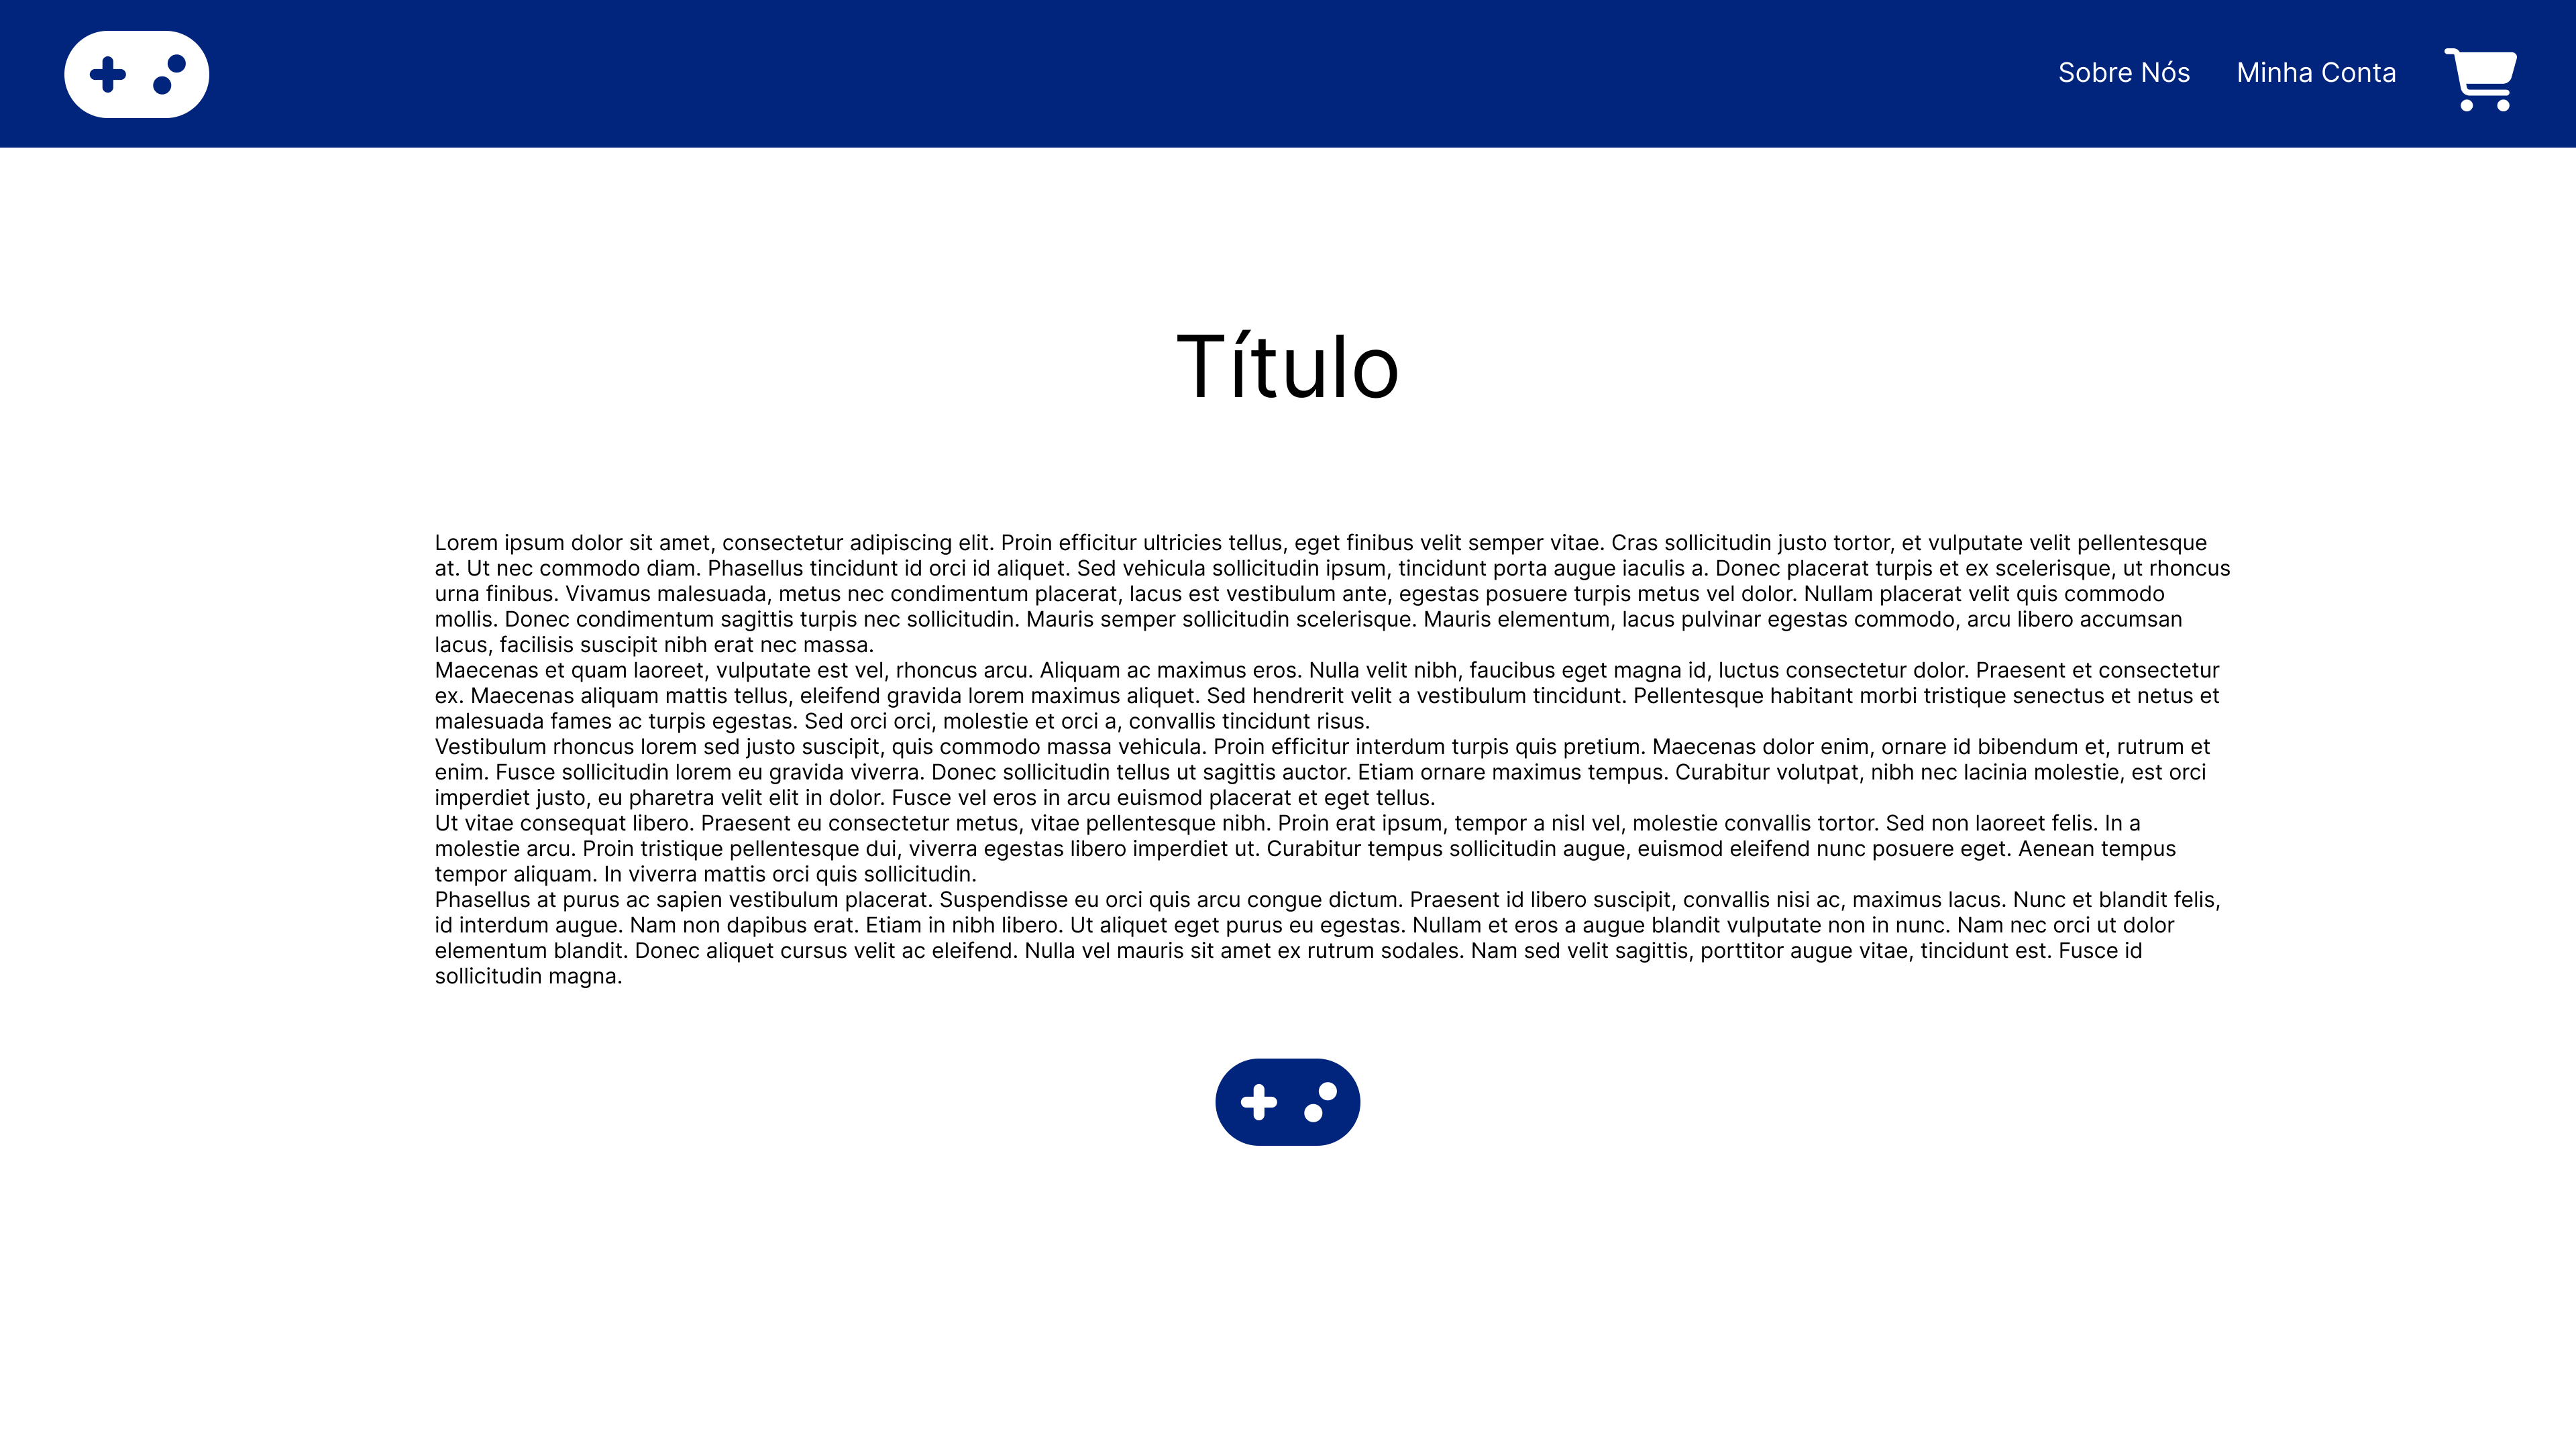 Sobre Nós Minha Conta
Título
Lorem ipsum dolor sit amet, consectetur adipiscing elit. Proin efficitur ultricies tellus, eget finibus velit semper vitae. Cras sollicitudin justo tortor, et vulputate velit pellentesque
at. Ut nec commodo diam. Phasellus tincidunt id orci id aliquet. Sed vehicula sollicitudin ipsum, tincidunt porta augue iaculis a. Donec placerat turpis et ex scelerisque, ut rhoncus
urna finibus. Vivamus malesuada, metus nec condimentum placerat, lacus est vestibulum ante, egestas posuere turpis metus vel dolor. Nullam placerat velit quis commodo
mollis. Donec condimentum sagittis turpis nec sollicitudin. Mauris semper sollicitudin scelerisque. Mauris elementum, lacus pulvinar egestas commodo, arcu libero accumsan
lacus, facilisis suscipit nibh erat nec massa.
Maecenas et quam laoreet, vulputate est vel, rhoncus arcu. Aliquam ac maximus eros. Nulla velit nibh, faucibus eget magna id, luctus consectetur dolor. Praesent et consectetur
ex. Maecenas aliquam mattis tellus, eleifend gravida lorem maximus aliquet. Sed hendrerit velit a vestibulum tincidunt. Pellentesque habitant morbi tristique senectus et netus et
malesuada fames ac turpis egestas. Sed orci orci, molestie et orci a, convallis tincidunt risus.
Vestibulum rhoncus lorem sed justo suscipit, quis commodo massa vehicula. Proin efficitur interdum turpis quis pretium. Maecenas dolor enim, ornare id bibendum et, rutrum et
enim. Fusce sollicitudin lorem eu gravida viverra. Donec sollicitudin tellus ut sagittis auctor. Etiam ornare maximus tempus. Curabitur volutpat, nibh nec lacinia molestie, est orci
imperdiet justo, eu pharetra velit elit in dolor. Fusce vel eros in arcu euismod placerat et eget tellus.
Ut vitae consequat libero. Praesent eu consectetur metus, vitae pellentesque nibh. Proin erat ipsum, tempor a nisl vel, molestie convallis tortor. Sed non laoreet felis. In a
molestie arcu. Proin tristique pellentesque dui, viverra egestas libero imperdiet ut. Curabitur tempus sollicitudin augue, euismod eleifend nunc posuere eget. Aenean tempus
tempor aliquam. In viverra mattis orci quis sollicitudin.
Phasellus at purus ac sapien vestibulum placerat. Suspendisse eu orci quis arcu congue dictum. Praesent id libero suscipit, convallis nisi ac, maximus lacus. Nunc et blandit felis,
id interdum augue. Nam non dapibus erat. Etiam in nibh libero. Ut aliquet eget purus eu egestas. Nullam et eros a augue blandit vulputate non in nunc. Nam nec orci ut dolor
elementum blandit. Donec aliquet cursus velit ac eleifend. Nulla vel mauris sit amet ex rutrum sodales. Nam sed velit sagittis, porttitor augue vitae, tincidunt est. Fusce id
sollicitudin magna.